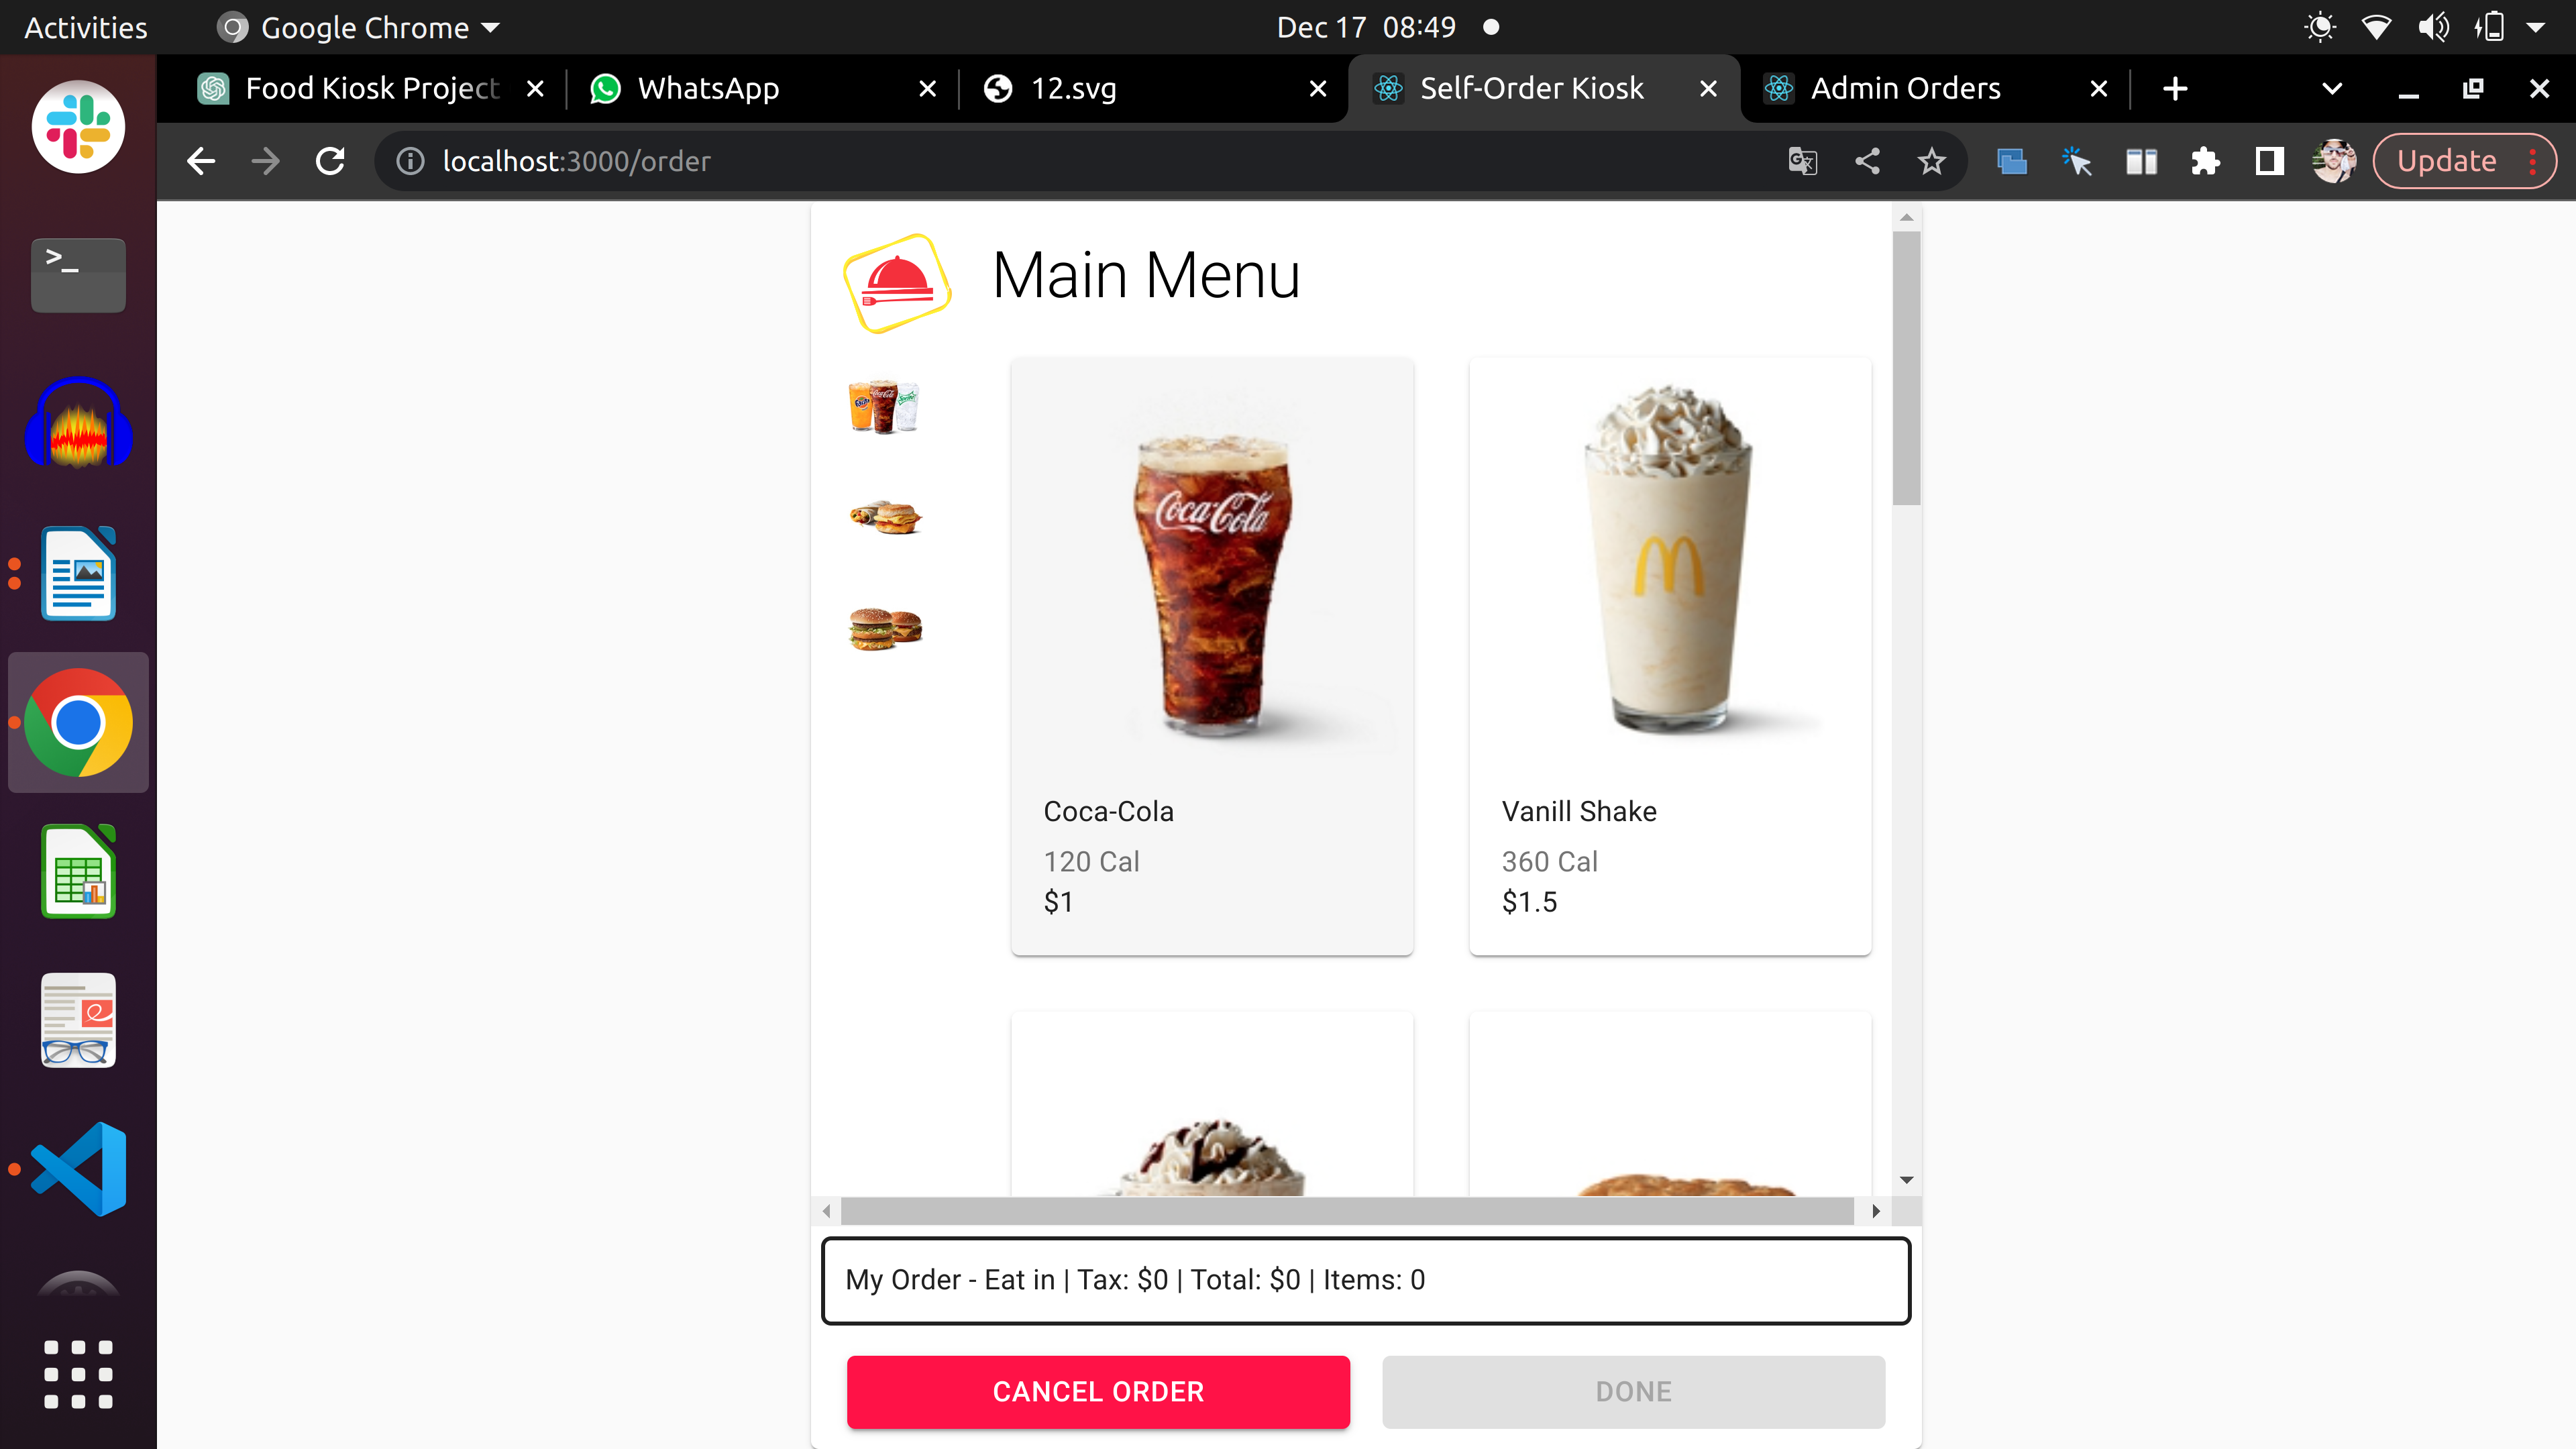 Activities
Google Chrome
Dec 17 08:49
Food Kiosk Project
WhatsApp
12.svg
Self-Order Kiosk
Admin Orders
localhost:3000/order
Update
Main Menu
Coca-Cola
Coca-Cola
120 Cal
$1
Vanill Shake
360 Cal
$1.5
My Order - Eat in | Tax: $0 | Total: $0 | Items: 0
CANCEL ORDER
DONE